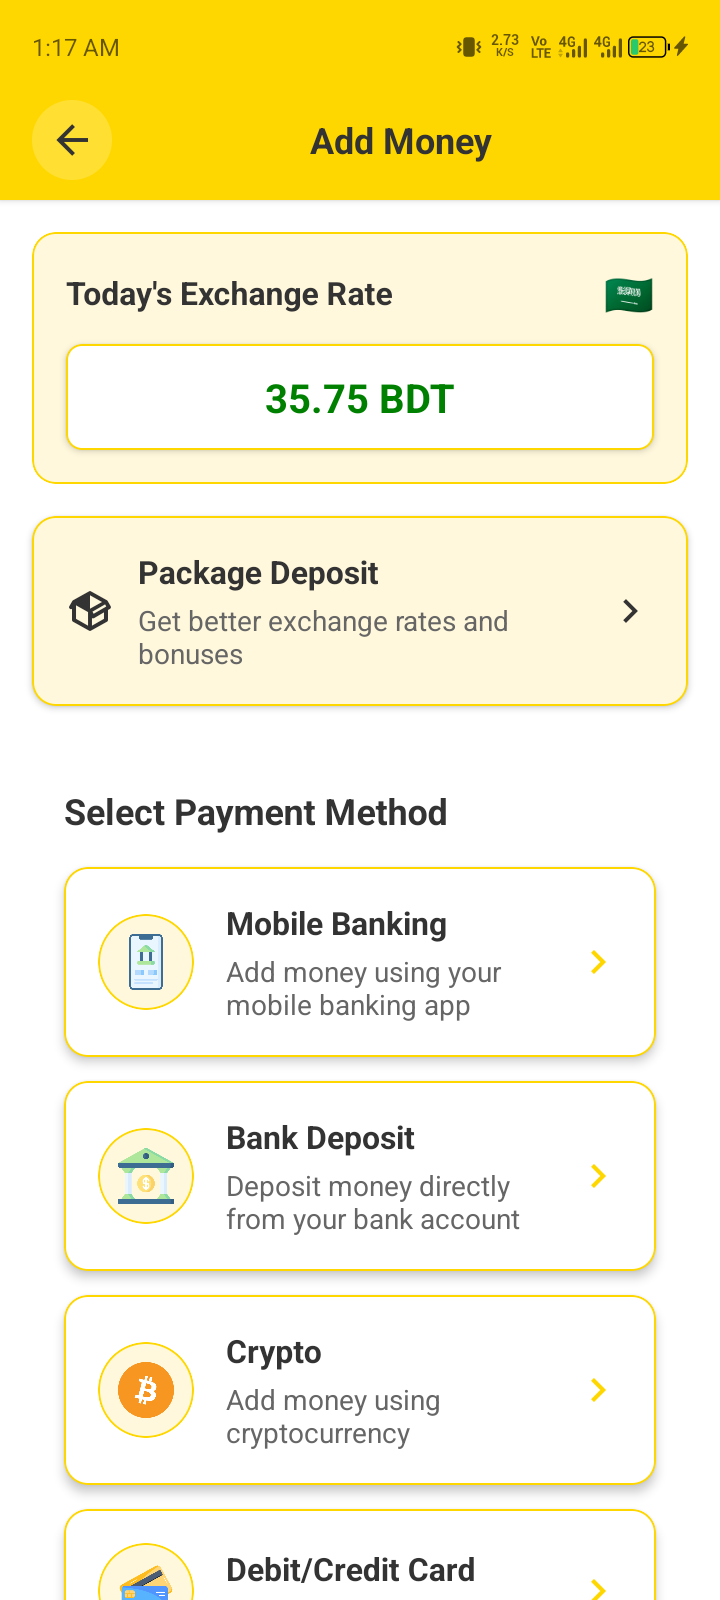 1:17 AM
2.73
K/S
Vo
LTE
4G
4G
23
Add Money
Today's Exchange Rate
35.75 BDT
Package Deposit
Get better exchange rates and
bonuses
Select Payment Method
Mobile Banking
Add money using your
mobile banking app
Bank Deposit
Deposit money directly
from your bank account
Crypto
Add money using
cryptocurrency
Debit/Credit Card